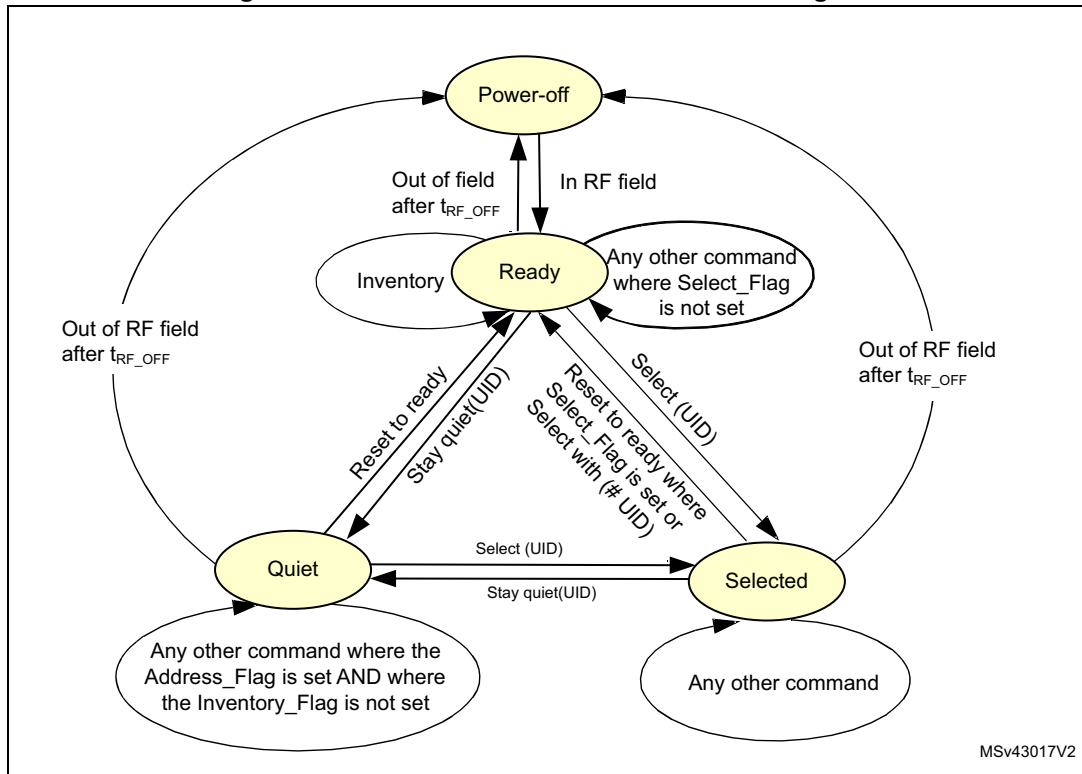 Power-off
Out of field
after tRF_OFF
In RF field
Inventory
Ready
Any other command
where Select_Flag
is not set
Out of RF field
after tRF_OFF
Out of RF field
after tRF_OFF
Reset to ready
Stay quiet(UID)
Select (UID)
Reset to ready where
Select_Flag is set or
Select with (# UID)
Quiet
Select (UID)
Stay quiet(UID)
Selected
Any other command where the
Address_Flag is set AND where
the Inventory_Flag is not set
Any other command
MSv43017V2